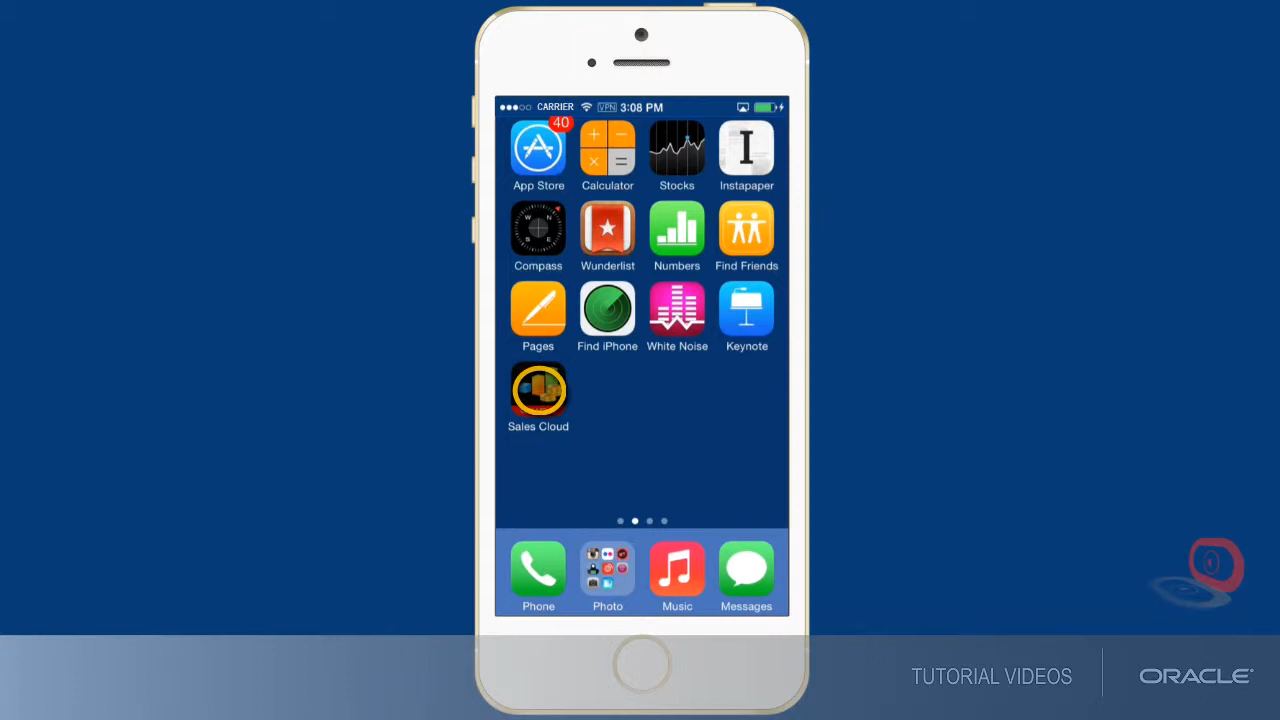 CARRIER VPN 3:08 PM
40
App Store Calculator Stocks Instapaper
Compass Wunderlist Numbers Find Friends
Pages Find iPhone White Noise Keynote
Sales Cloud
Phone Photo Music Messages
TUTORIAL VIDEOS ORACLE